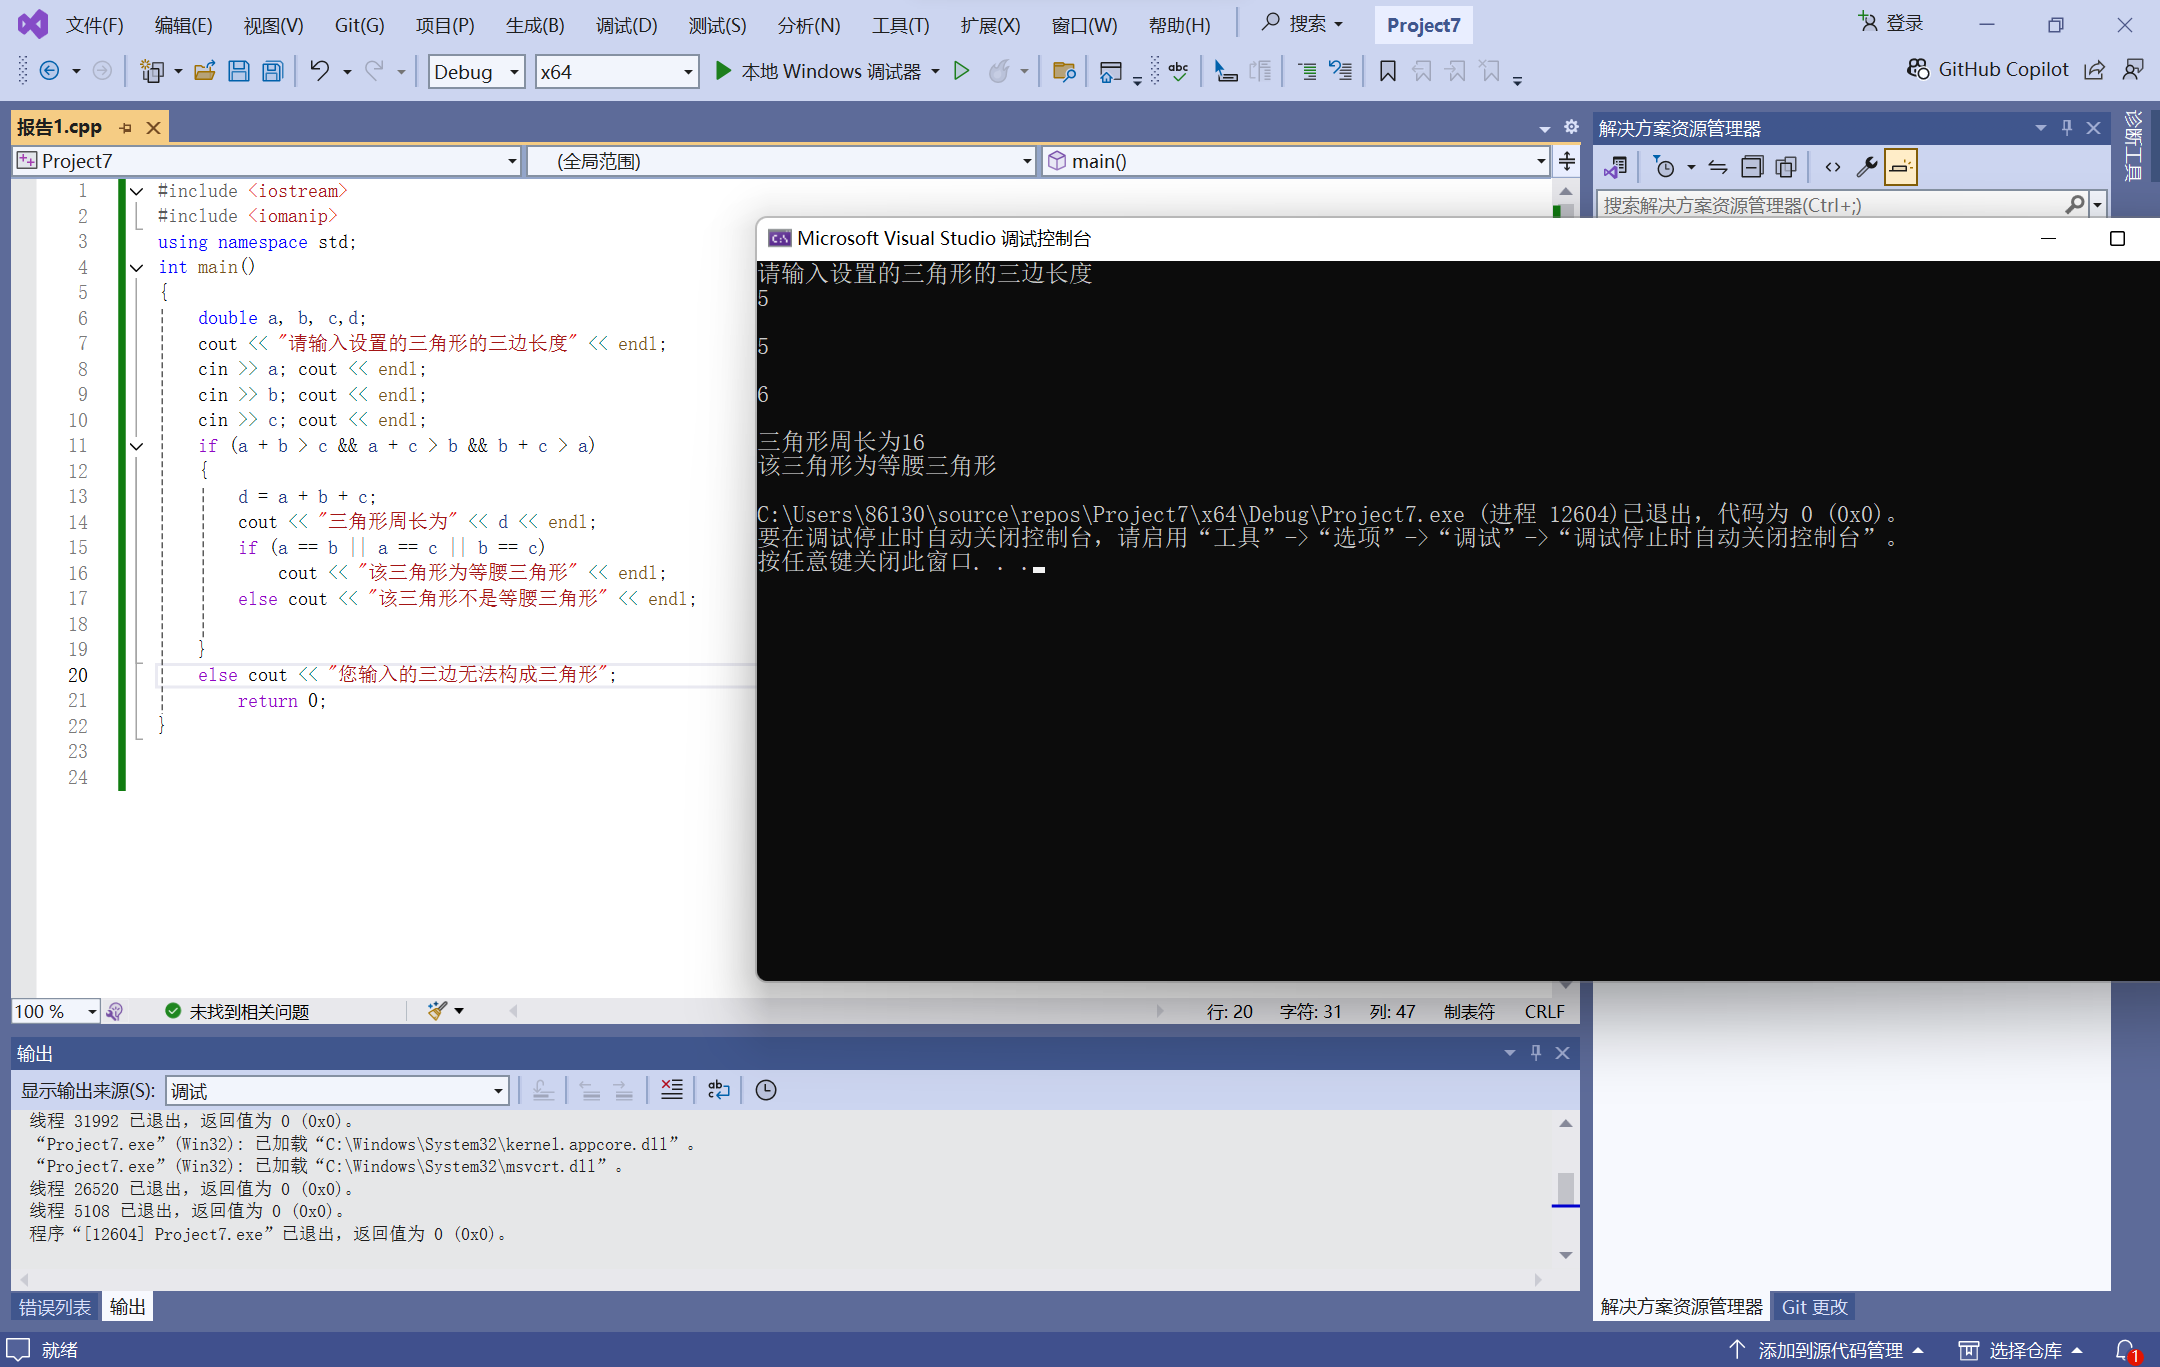 文件(F) 编辑(E) 视图(V) Git(G) 项目(P) 生成(B) 调试(D) 测试(S) 分析(N) 工具(T) 扩展(X) 窗口(W) 帮助(H) 搜索 Project7 登录
Debug x64 本地 Windows 调试器 abc GitHub Copilot
报告1.cpp
Project7 (全局范围) main()
1 #include <iostream>
2 #include <iomanip>
3 using namespace std;
4 int main()
5 {
6 double a, b, c,d;
7 cout << "请输入设置的三角形的三边长度" << endl;
8 cin >> a; cout << endl;
9 cin >> b; cout << endl;
10 cin >> c; cout << endl;
11 if (a + b > c && a + c > b && b + c > a)
12 {
13 d = a + b + c;
14 cout << "三角形周长为" << d << endl;
15 if (a == b || a == c || b == c)
16 cout << "该三角形为等腰三角形" << endl;
17 else cout << "该三角形不是等腰三角形" << endl;
18
19 }
20 else cout << "您输入的三边无法构成三角形";
21 return 0;
22 }
23
24
100 % 未找到相关问题 行: 20 字符: 31 列: 47 制表符 CRLF
Microsoft Visual Studio 调试控制台
请输入设置的三角形的三边长度
5
5
6
三角形周长为16
该三角形为等腰三角形
C:\Users\86130\source\repos\Project7\x64\Debug\Project7.exe (进程 12604)已退出，代码为 0 (0x0)。
要在调试停止时自动关闭控制台，请启用“工具”->“选项”->“调试”->“调试停止时自动关闭控制台”。
按任意键关闭此窗口. . .
解决方案资源管理器
搜索解决方案资源管理器(Ctrl+;)
诊断工具
输出
显示输出来源(S): 调试
线程 31992 已退出，返回值为 0 (0x0)。
“Project7.exe”(Win32): 已加载“C:\Windows\System32\kernel.appcore.dll”。
“Project7.exe”(Win32): 已加载“C:\Windows\System32\msvcrt.dll”。
线程 26520 已退出，返回值为 0 (0x0)。
线程 5108 已退出，返回值为 0 (0x0)。
程序“[12604] Project7.exe”已退出，返回值为 0 (0x0)。
错误列表 输出
解决方案资源管理器 Git 更改
就绪 添加到源代码管理 选择仓库 1